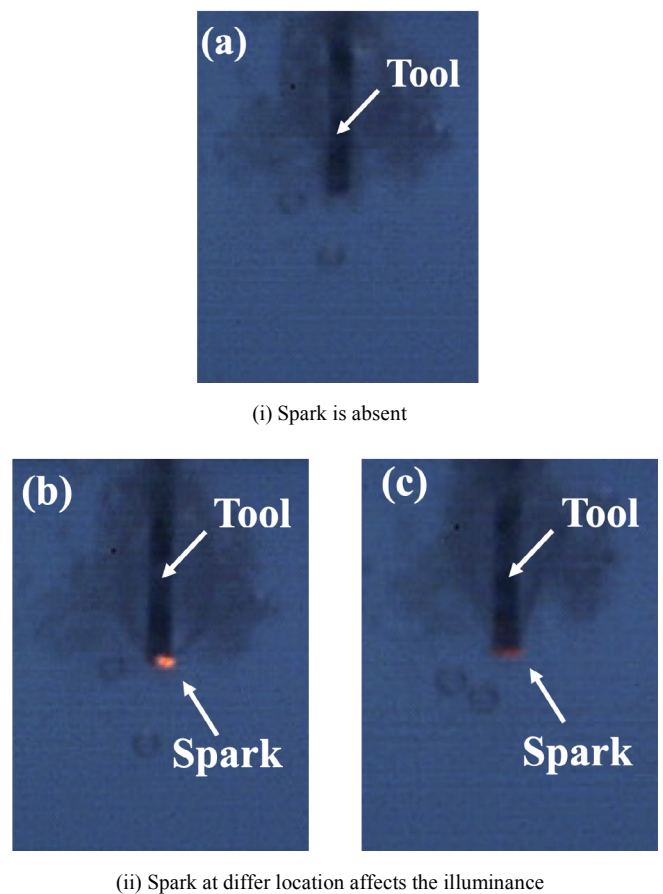 (a)
Tool
(i) Spark is absent
(b)
Tool
Spark
(c)
Tool
Spark
(ii) Spark at differ location affects the illuminance